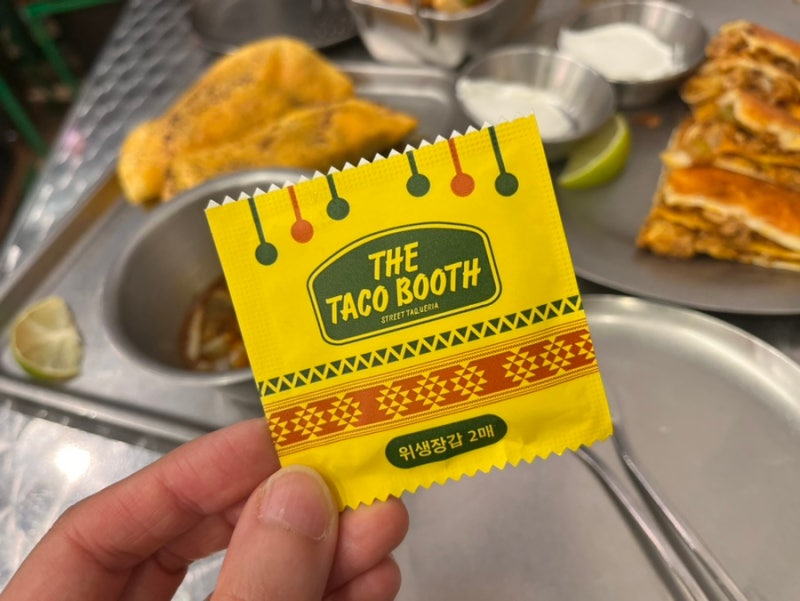 THE
TACO BOOTH
STREET TAQUERIA
위생장갑 2매